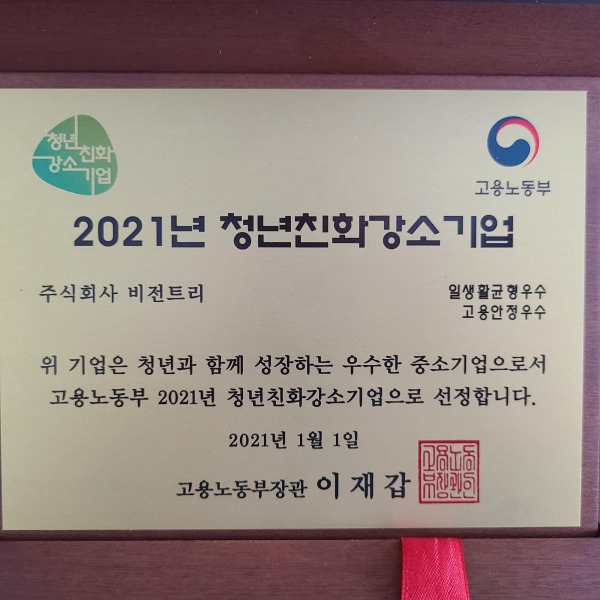 청년
친화
강소
기업
고용노동부
2021년 청년친화강소기업
주식회사 비전트리
일생활균형우수
고용안정우수
위 기업은 청년과 함께 성장하는 우수한 중소기업으로서
고용노동부 2021년 청년친화강소기업으로 선정합니다.
2021년 1월 1일
고용노동부장관 이재갑